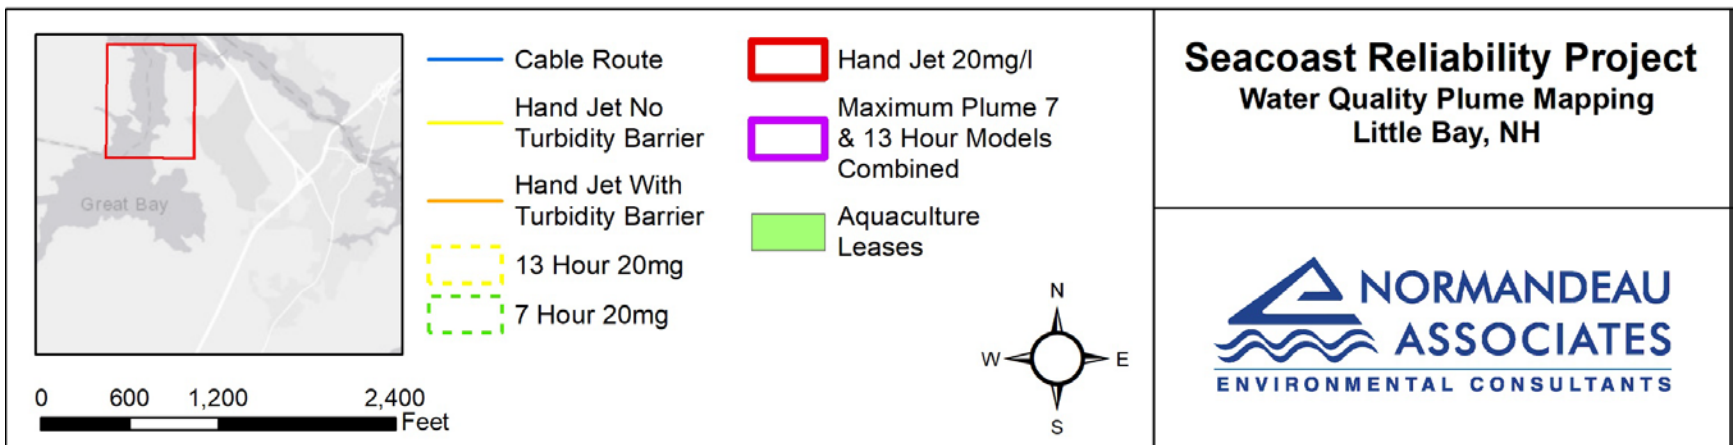 Great Bay
0 600 1,200 2,400
Feet
Cable Route
Hand Jet No
Turbidity Barrier
Hand Jet With
Turbidity Barrier
13 Hour 20mg
7 Hour 20mg
Hand Jet 20mg/l
Maximum Plume 7
& 13 Hour Models
Combined
Aquaculture
Leases
N
W E
S
Seacoast Reliability Project
Water Quality Plume Mapping
Little Bay, NH
NORMANDEAU
ASSOCIATES
ENVIRONMENTAL CONSULTANTS